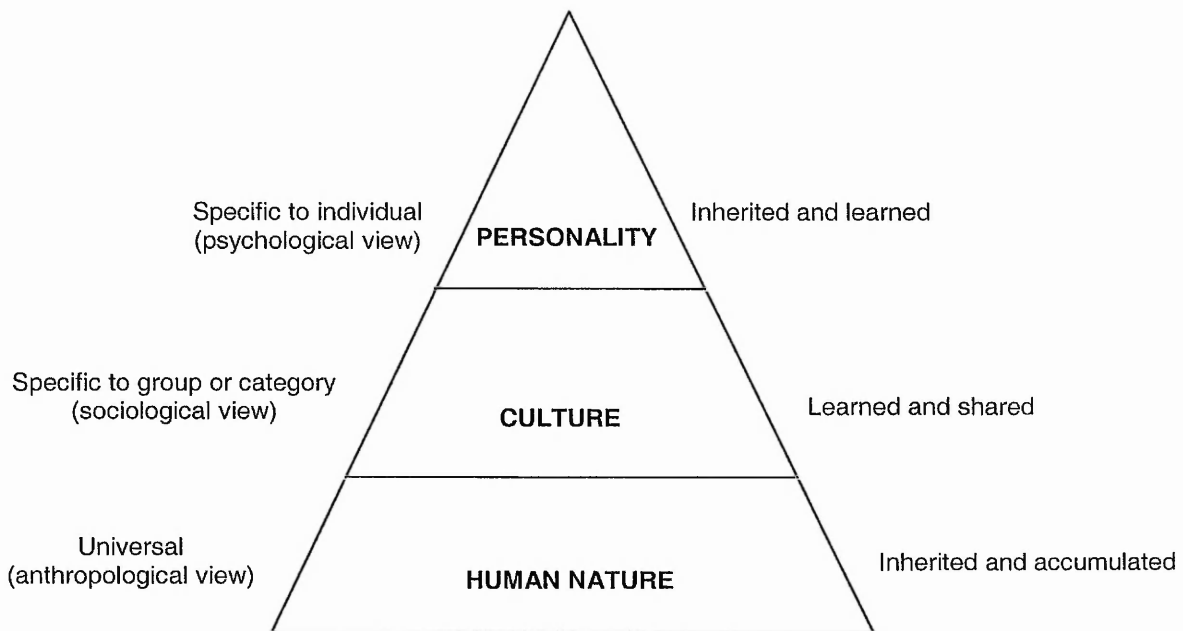 Specific to individual
(psychological view)
PERSONALITY
Inherited and learned
Specific to group or category
(sociological view)
CULTURE
Learned and shared
Universal
(anthropological view)
HUMAN NATURE
Inherited and accumulated